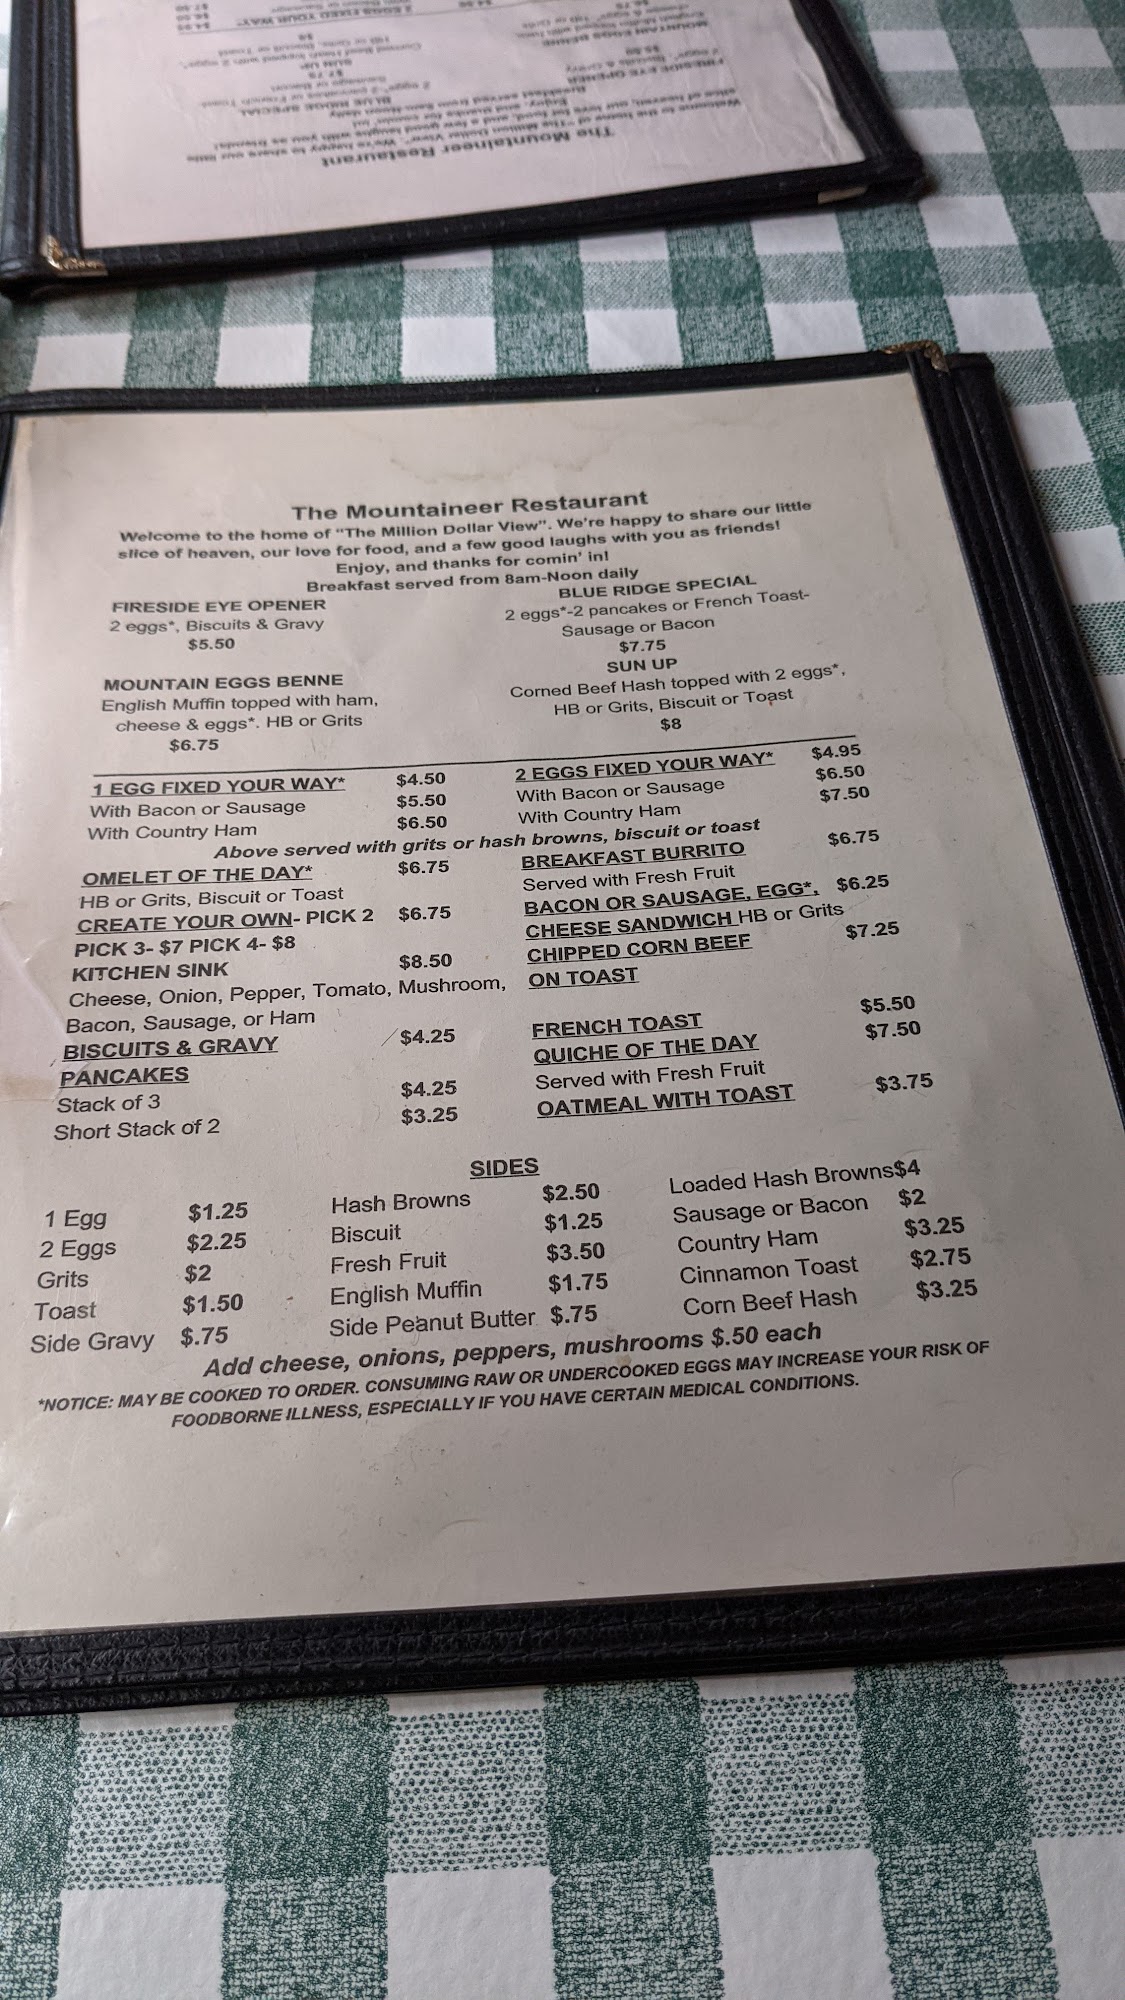 The Mountaineer Restaurant
Welcome to the home of "The Million Dollar View". We're happy to share our little
slice of heaven, our love for food, and a few good laughs with you as friends!
Enjoy, and thanks for comin' in!
Breakfast served from 8am-Noon daily
FIRESIDE EYE OPENER
2 eggs*, Biscuits & Gravy
$5.50
BLUE RIDGE SPECIAL
2 eggs*-2 pancakes or French Toast-
Sausage or Bacon
$7.75
MOUNTAIN EGGS BENNE
English Muffin topped with ham,
cheese & eggs*. HB or Grits
$6.75
SUN UP
Corned Beef Hash topped with 2 eggs*,
HB or Grits, Biscuit or Toast
$8
1 EGG FIXED YOUR WAY* $4.50
With Bacon or Sausage $5.50
With Country Ham $6.50
2 EGGS FIXED YOUR WAY* $4.95
With Bacon or Sausage $6.50
With Country Ham $7.50
Above served with grits or hash browns, biscuit or toast
OMELET OF THE DAY* $6.75
HB or Grits, Biscuit or Toast
CREATE YOUR OWN- PICK 2 $6.75
PICK 3- $7 PICK 4- $8
KITCHEN SINK $8.50
Cheese, Onion, Pepper, Tomato, Mushroom,
Bacon, Sausage, or Ham
BISCUITS & GRAVY $4.25
PANCAKES
Stack of 3 $4.25
Short Stack of 2 $3.25
BREAKFAST BURRITO $6.75
Served with Fresh Fruit
BACON OR SAUSAGE, EGG*, $6.25
CHEESE SANDWICH HB or Grits
CHIPPED CORN BEEF $7.25
ON TOAST
FRENCH TOAST $5.50
QUICHE OF THE DAY $7.50
Served with Fresh Fruit
OATMEAL WITH TOAST $3.75
SIDES
1 Egg $1.25
2 Eggs $2.25
Grits $2
Toast $1.50
Side Gravy $.75
Hash Browns $2.50
Biscuit $1.25
Fresh Fruit $3.50
English Muffin $1.75
Side Peanut Butter $.75
Loaded Hash Browns$4
Sausage or Bacon $2
Country Ham $3.25
Cinnamon Toast $2.75
Corn Beef Hash $3.25
Add cheese, onions, peppers, mushrooms $.50 each
*NOTICE: MAY BE COOKED TO ORDER. CONSUMING RAW OR UNDERCOOKED EGGS MAY INCREASE YOUR RISK OF
FOODBORNE ILLNESS, ESPECIALLY IF YOU HAVE CERTAIN MEDICAL CONDITIONS.
The Mountaineer Restaurant